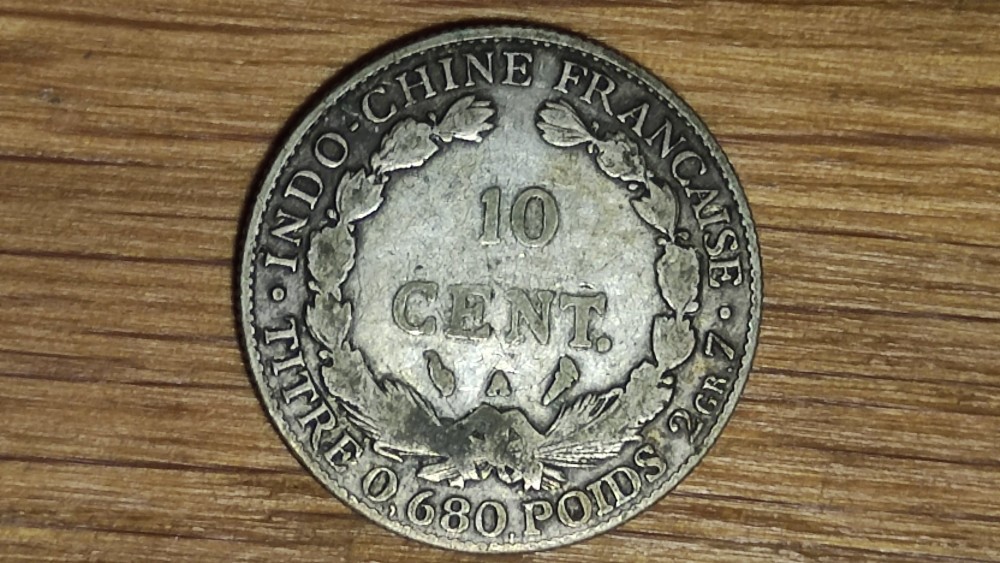 INDO-CHINE FRANCAISE
10
CENT.
A
· TITRE 0,680. POIDS 2GR.7 ·